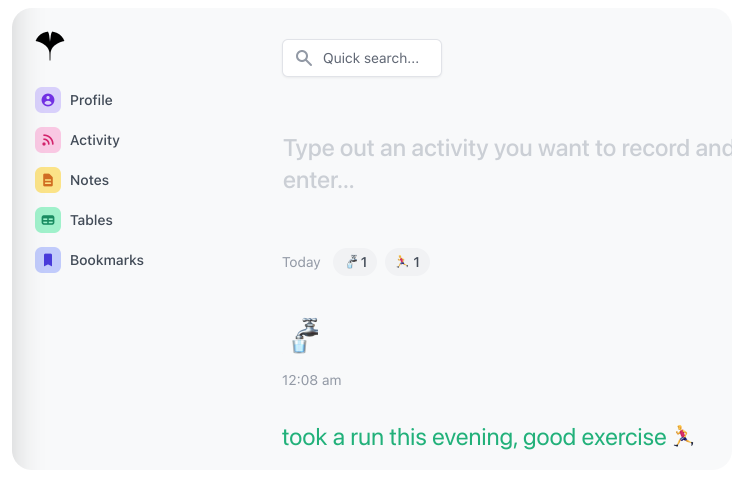 Quick search...
Profile
Activity
Notes
Tables
Bookmarks
Type out an activity you want to record and
enter...
Today 🚰 1 🏃‍♀️ 1
🚰
12:08 am
took a run this evening, good exercise 🏃‍♀️